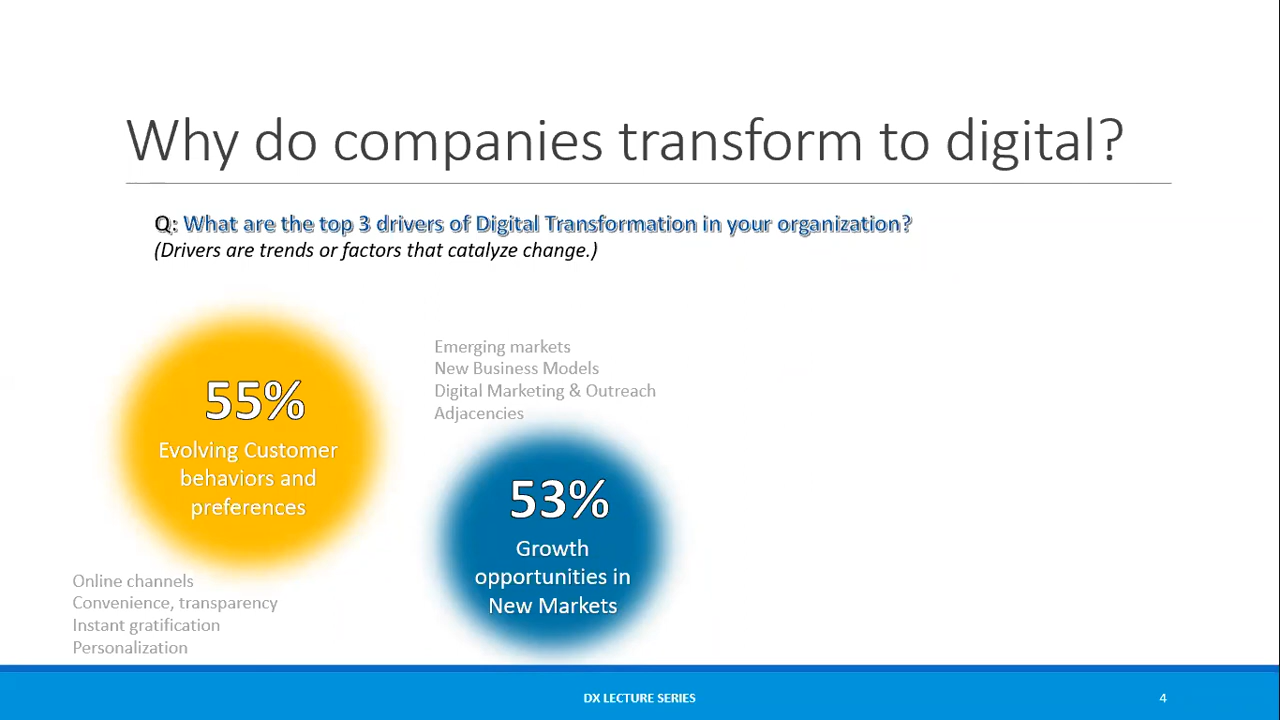 Why do companies transform to digital?
Q: What are the top 3 drivers of Digital Transformation in your organization?
(Drivers are trends or factors that catalyze change.)
55%
Evolving Customer
behaviors and
preferences
Online channels
Convenience, transparency
Instant gratification
Personalization
Emerging markets
New Business Models
Digital Marketing & Outreach
Adjacencies
53%
Growth
opportunities in
New Markets
DX LECTURE SERIES
4